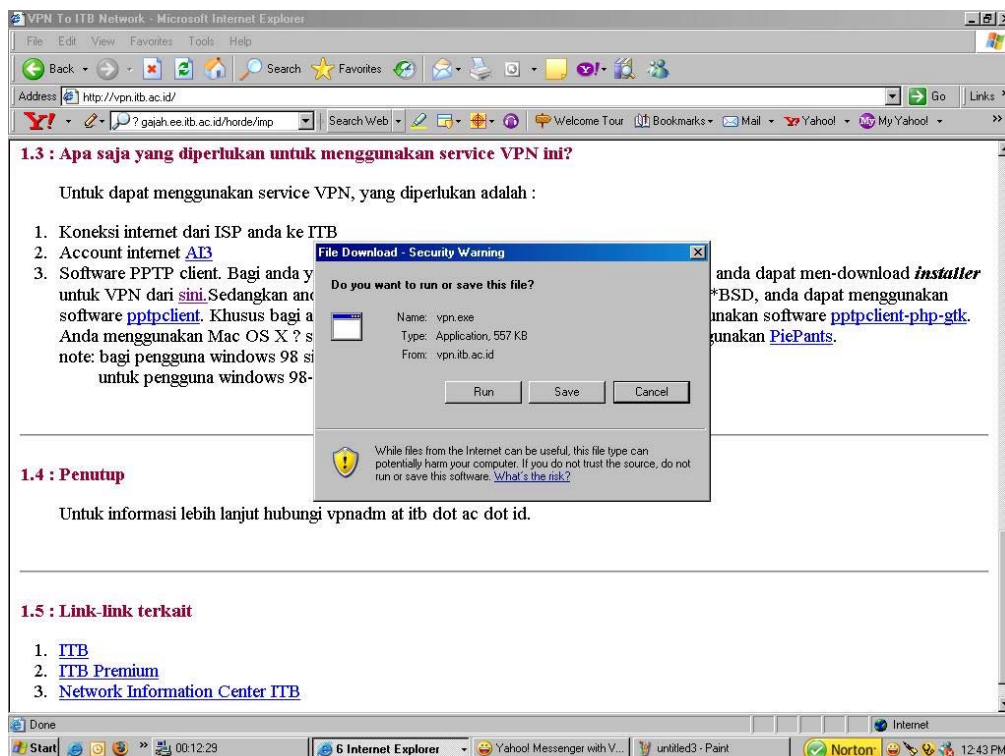 VPN To ITB Network - Microsoft Internet Explorer
File Edit View Favorites Tools Help
Back Search Favorites
Address http://vpn.itb.ac.id/ Go Links
Y! ? gajah.ee.itb.ac.id/horde/imp Search Web Welcome Tour Bookmarks Mail Yahoo! My Yahoo!
1.3 : Apa saja yang diperlukan untuk menggunakan service VPN ini?
Untuk dapat menggunakan service VPN, yang diperlukan adalah :
1. Koneksi internet dari ISP anda ke ITB
2. Account internet AI3
3. Software PPTP client. Bagi anda y anda dapat men-download installer
untuk VPN dari sini.Sedangkan and *BSD, anda dapat menggunakan
software pptpclient. Khusus bagi a unakan software pptpclient-php-gtk.
Anda menggunakan Mac OS X ? s gunakan PiePants.
note: bagi pengguna windows 98 si
untuk pengguna windows 98-
File Download - Security Warning
Do you want to run or save this file?
Name: vpn.exe
Type: Application, 557 KB
From: vpn.itb.ac.id
Run Save Cancel
While files from the Internet can be useful, this file type can
potentially harm your computer. If you do not trust the source, do not
run or save this software. What's the risk?
1.4 : Penutup
Untuk informasi lebih lanjut hubungi vpnadm at itb dot ac dot id.
1.5 : Link-link terkait
1. ITB
2. ITB Premium
3. Network Information Center ITB
Done Internet
Start 00:12:29 6 Internet Explorer Yahoo! Messenger with V... untitled3 - Paint Norton 12:43 PM